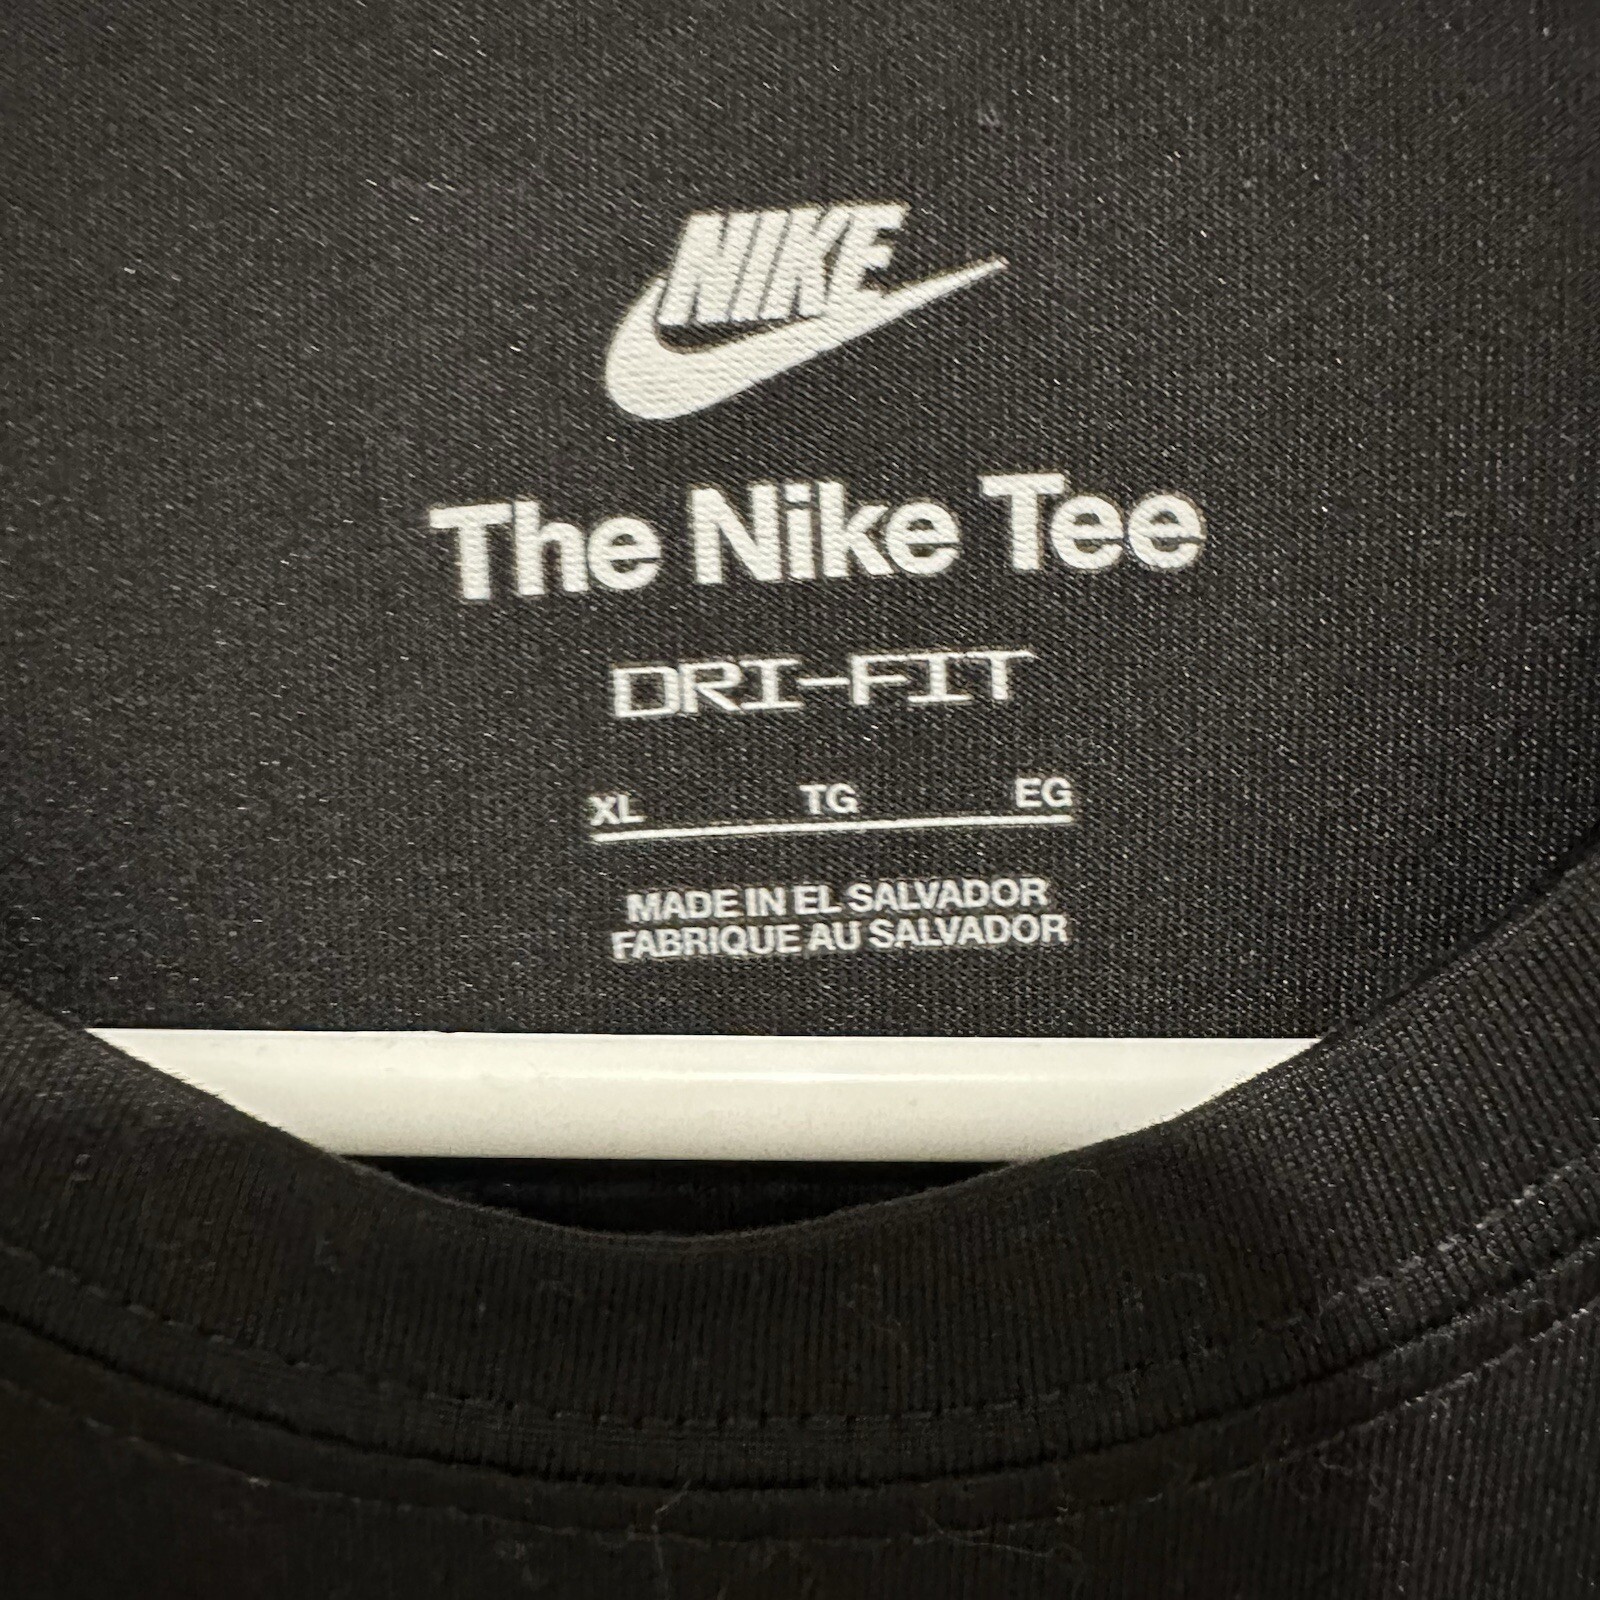 NIKE
The Nike Tee
DRI-FIT
XL TG EG
MADE IN EL SALVADOR
FABRIQUE AU SALVADOR